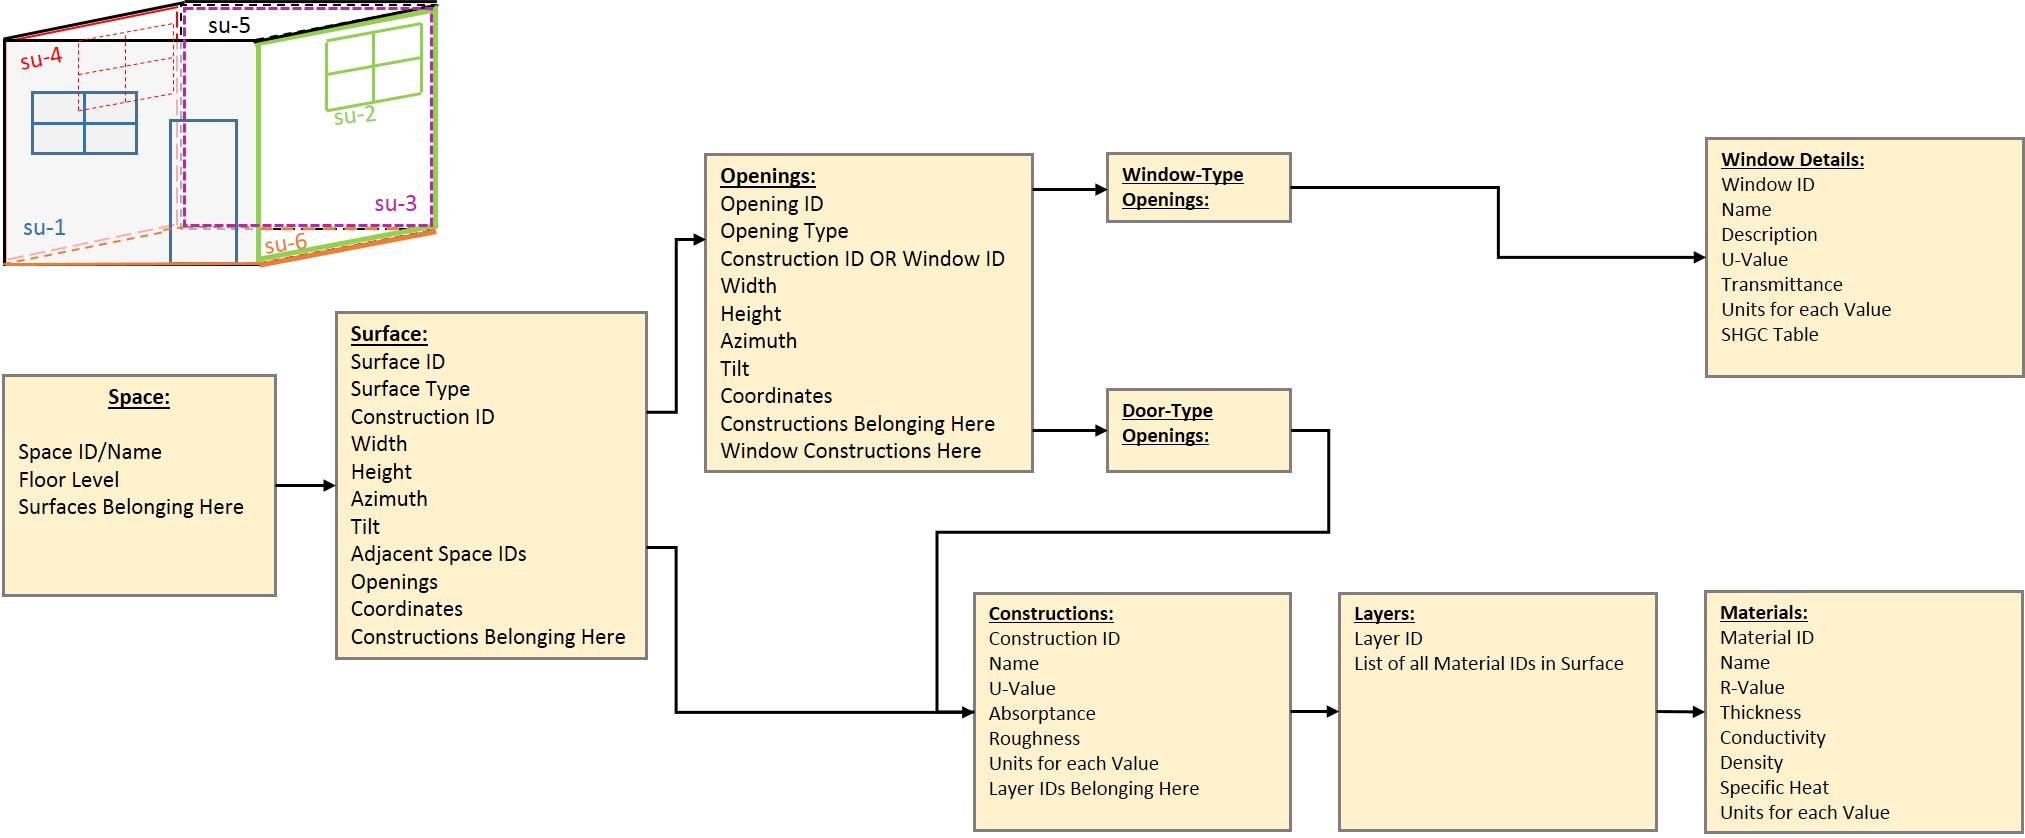 su-5
su-4
su-2
su-3
su-1
su-6
Space:
Space ID/Name
Floor Level
Surfaces Belonging Here
Surface:
Surface ID
Surface Type
Construction ID
Width
Height
Azimuth
Tilt
Adjacent Space IDs
Openings
Coordinates
Constructions Belonging Here
Openings:
Opening ID
Opening Type
Construction ID OR Window ID
Width
Height
Azimuth
Tilt
Coordinates
Constructions Belonging Here
Window Constructions Here
Window-Type
Openings:
Door-Type
Openings:
Window Details:
Window ID
Name
Description
U-Value
Transmittance
Units for each Value
SHGC Table
Constructions:
Construction ID
Name
U-Value
Absorptance
Roughness
Units for each Value
Layer IDs Belonging Here
Layers:
Layer ID
List of all Material IDs in Surface
Materials:
Material ID
Name
R-Value
Thickness
Conductivity
Density
Specific Heat
Units for each Value